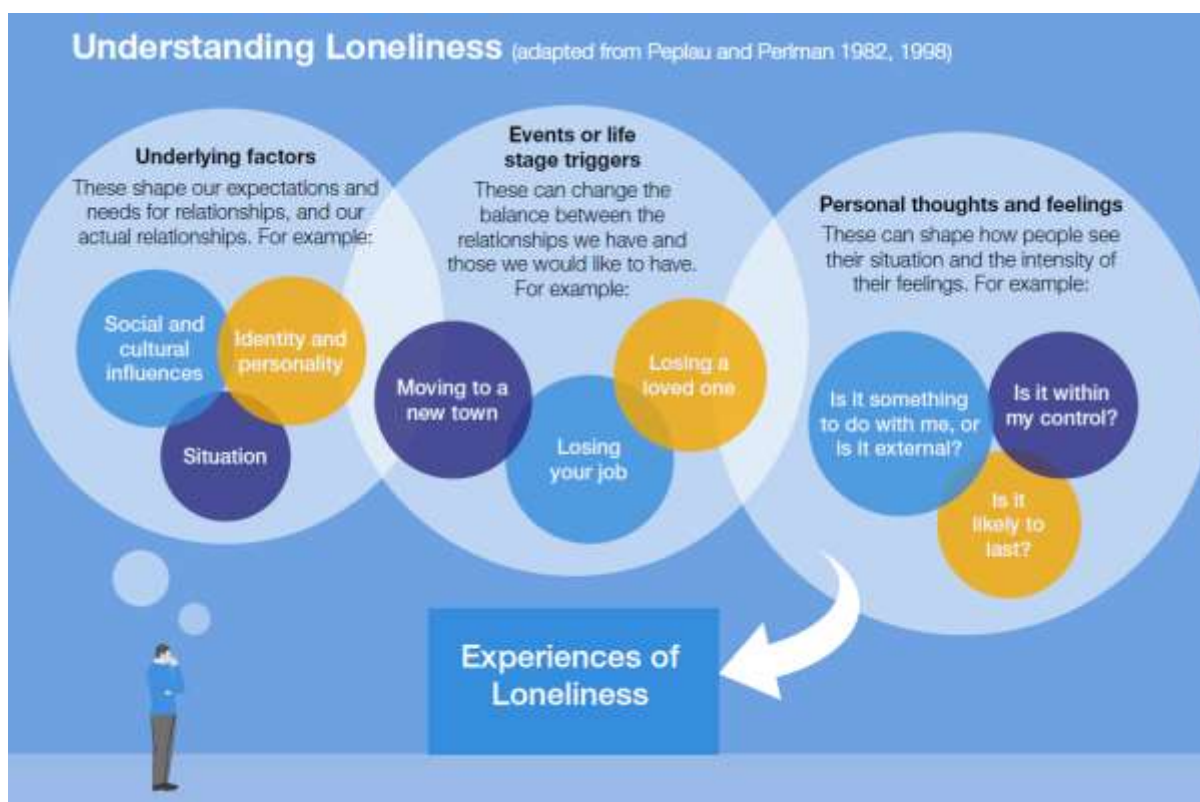 Understanding Loneliness (adapted from Peplau and Perlman 1982, 1998)
Underlying factors
These shape our expectations and
needs for relationships, and our
actual relationships. For example:
Social and
cultural
influences
Identity and
personality
Situation
Events or life
stage triggers
These can change the
balance between the
relationships we have and
those we would like to have.
For example:
Moving to a
new town
Losing
your job
Losing a
loved one
Personal thoughts and feelings
These can shape how people see
their situation and the intensity of
their feelings. For example:
Is it something
to do with me, or
is it external?
Is it within
my control?
Is it
likely to
last?
Experiences of
Loneliness